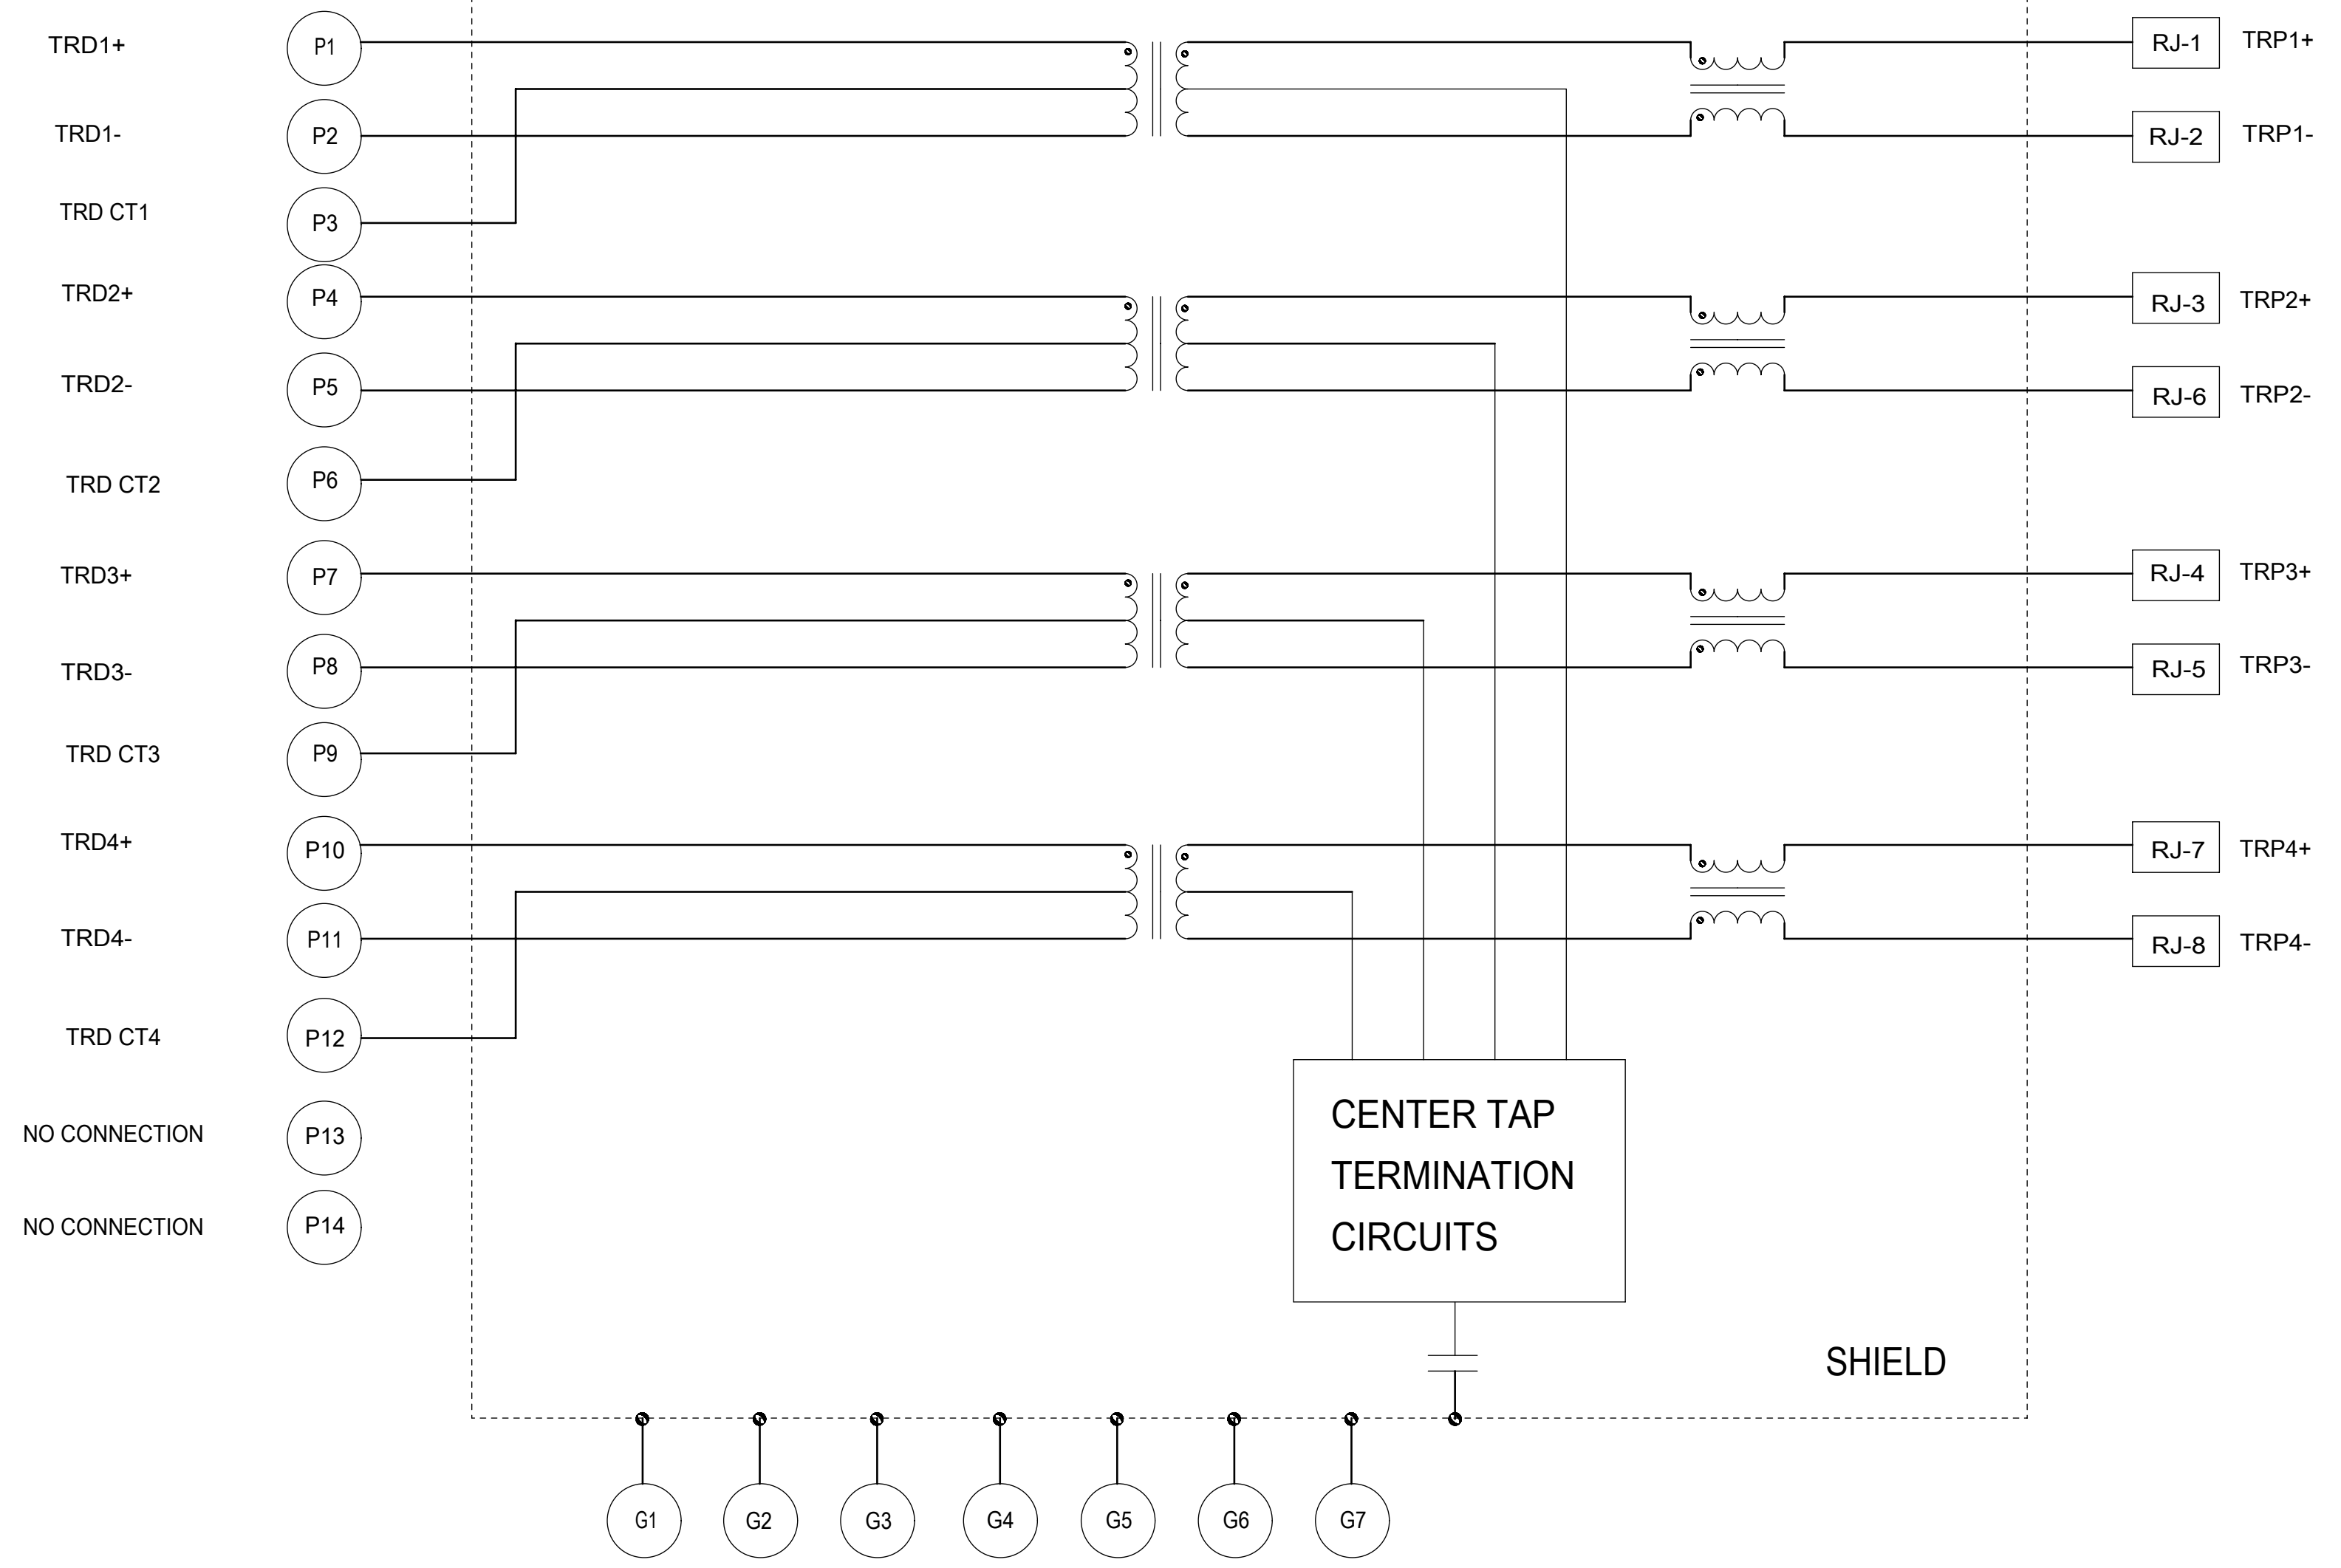 TRD1+ P1 RJ-1 TRP1+
TRD1- P2 RJ-2 TRP1-
TRD CT1 P3
TRD2+ P4 RJ-3 TRP2+
TRD2- P5 RJ-6 TRP2-
TRD CT2 P6
TRD3+ P7 RJ-4 TRP3+
TRD3- P8 RJ-5 TRP3-
TRD CT3 P9
TRD4+ P10 RJ-7 TRP4+
TRD4- P11 RJ-8 TRP4-
TRD CT4 P12
NO CONNECTION P13
NO CONNECTION P14
CENTER TAP
TERMINATION
CIRCUITS
SHIELD
G1 G2 G3 G4 G5 G6 G7